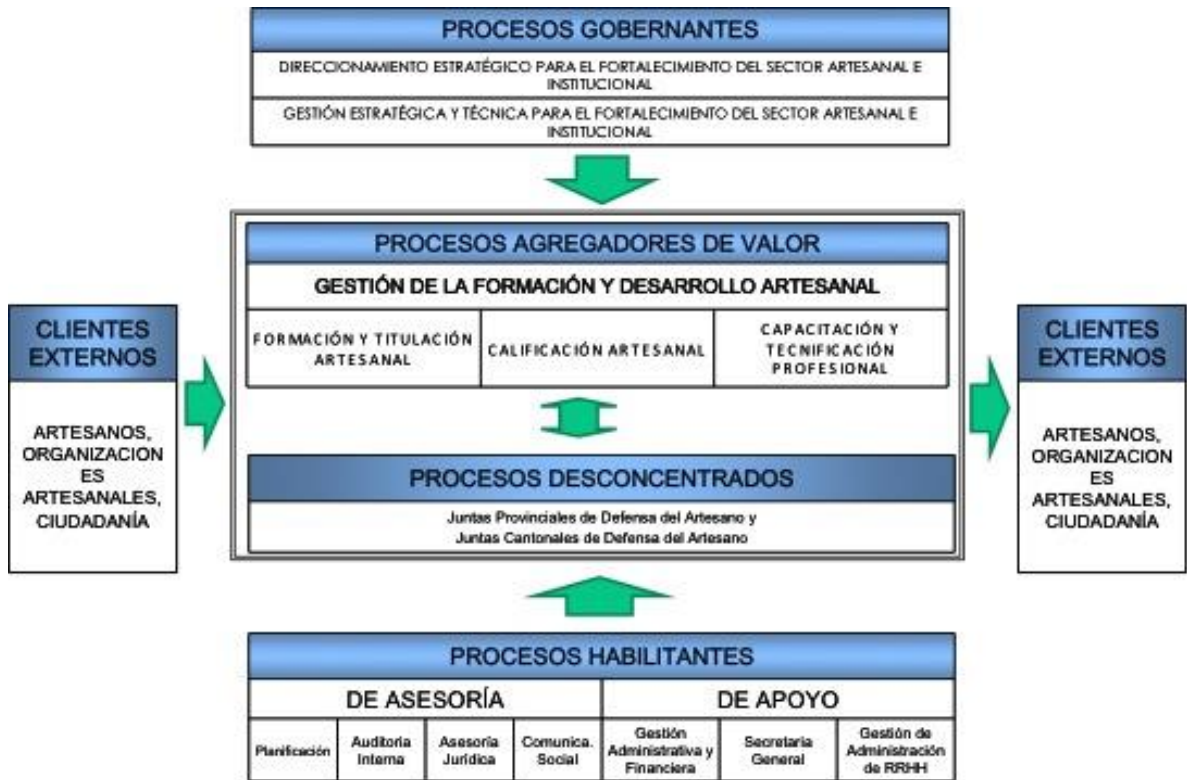 PROCESOS GOBERNANTES
DIRECCIONAMIENTO ESTRATÉGICO PARA EL FORTALECIMIENTO DEL SECTOR ARTESANAL E
INSTITUCIONAL
GESTIÓN ESTRATÉGICA Y TÉCNICA PARA EL FORTALECIMIENTO DEL SECTOR ARTESANAL E
INSTITUCIONAL
CLIENTES
EXTERNOS
ARTESANOS,
ORGANIZACION
ES
ARTESANALES,
CIUDADANÍA
PROCESOS AGREGADORES DE VALOR
GESTIÓN DE LA FORMACIÓN Y DESARROLLO ARTESANAL
FORMACIÓN Y TITULACIÓN
ARTESANAL
CALIFICACIÓN ARTESANAL
CAPACITACIÓN Y
TECNIFICACIÓN
PROFESIONAL
PROCESOS DESCONCENTRADOS
Juntas Provinciales de Defensa del Artesano y
Juntas Cantonales de Defensa del Artesano
CLIENTES
EXTERNOS
ARTESANOS,
ORGANIZACION
ES
ARTESANALES,
CIUDADANÍA
PROCESOS HABILITANTES
DE ASESORÍA
DE APOYO
Planificación
Auditoria
Interna
Asesoría
Jurídica
Comunica.
Social
Gestión
Administrativa y
Financiera
Secretaria
General
Gestión de
Administración
de RRHH